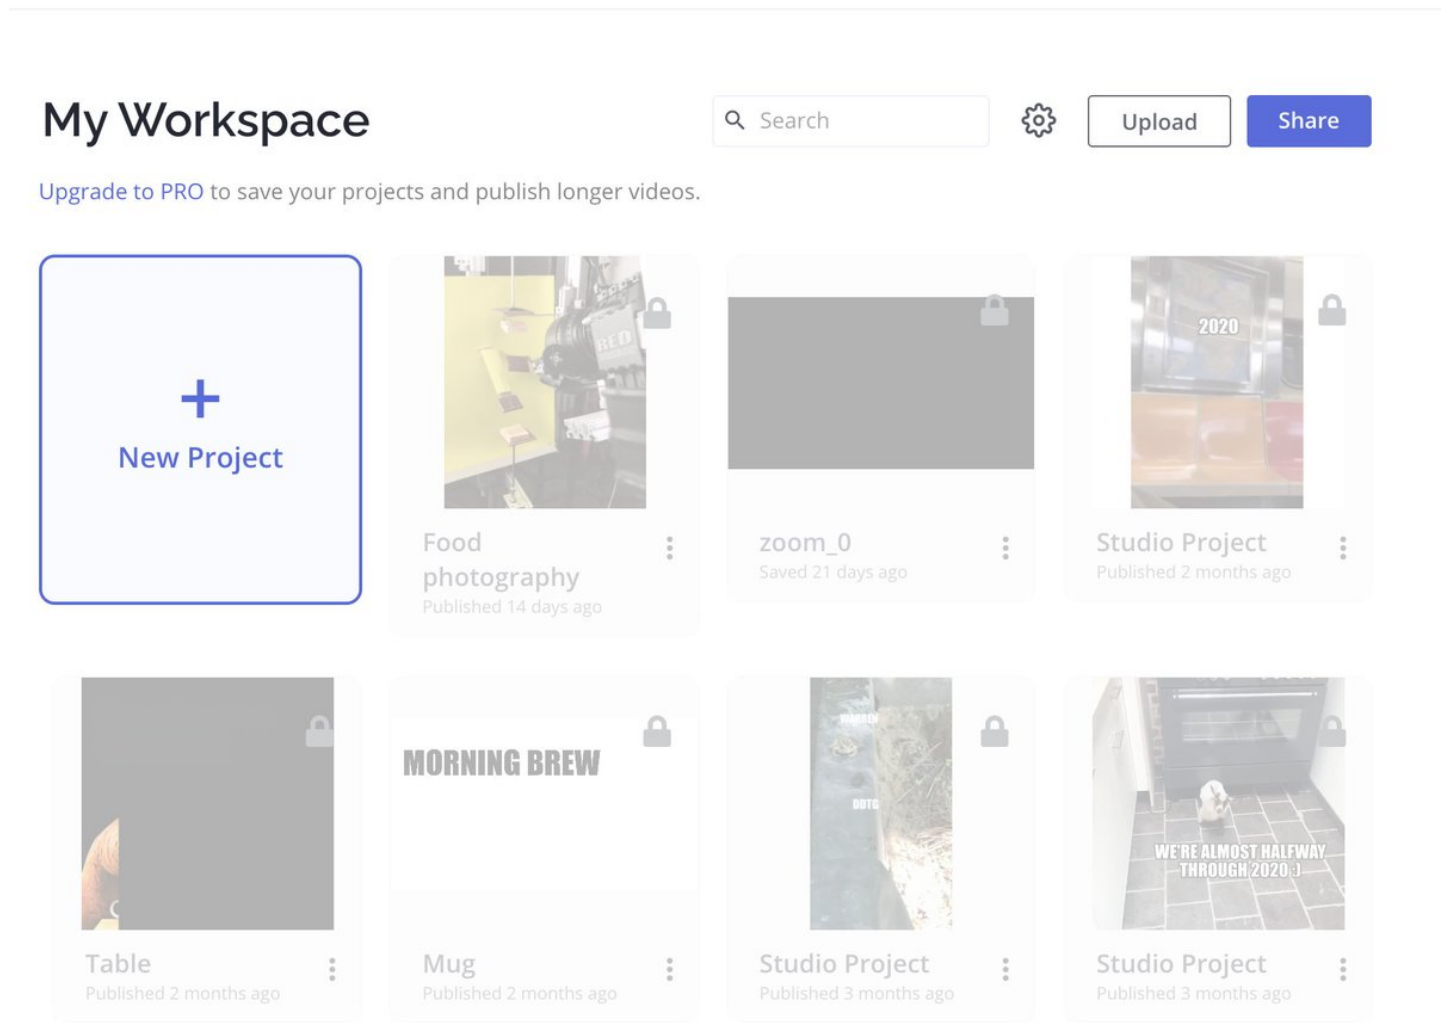 My Workspace
Search
Upload
Share
Upgrade to PRO to save your projects and publish longer videos.
+
New Project
RED
Food
photography
Published 14 days ago
zoom_0
Saved 21 days ago
2020
Studio Project
Published 2 months ago
Table
Published 2 months ago
MORNING BREW
Mug
Published 2 months ago
WARREN
DDTG
Studio Project
Published 3 months ago
WE'RE ALMOST HALFWAY
THROUGH 2020 :)
Studio Project
Published 3 months ago